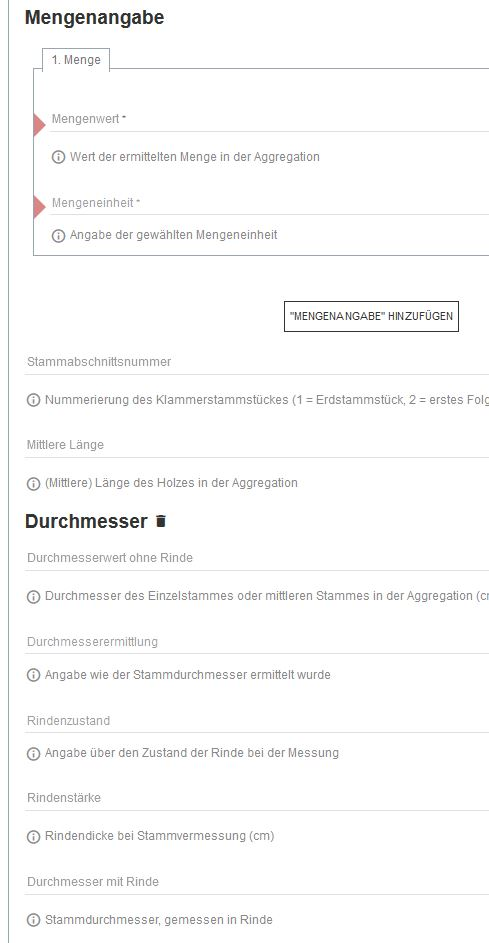 Mengenangabe
1. Menge
Mengenwert *
Wert der ermittelten Menge in der Aggregation
Mengeneinheit *
Angabe der gewählten Mengeneinheit
"MENGENANGABE" HINZUFÜGEN
Stammabschnittsnummer
Nummerierung des Klammerstammstückes (1 = Erdstammstück, 2 = erstes Folg
Mittlere Länge
(Mittlere) Länge des Holzes in der Aggregation
Durchmesser
Durchmesserwert ohne Rinde
Durchmesser des Einzelstammes oder mittleren Stammes in der Aggregation (cm
Durchmesserermittlung
Angabe wie der Stammdurchmesser ermittelt wurde
Rindenzustand
Angabe über den Zustand der Rinde bei der Messung
Rindenstärke
Rindendicke bei Stammvermessung (cm)
Durchmesser mit Rinde
Stammdurchmesser, gemessen in Rinde